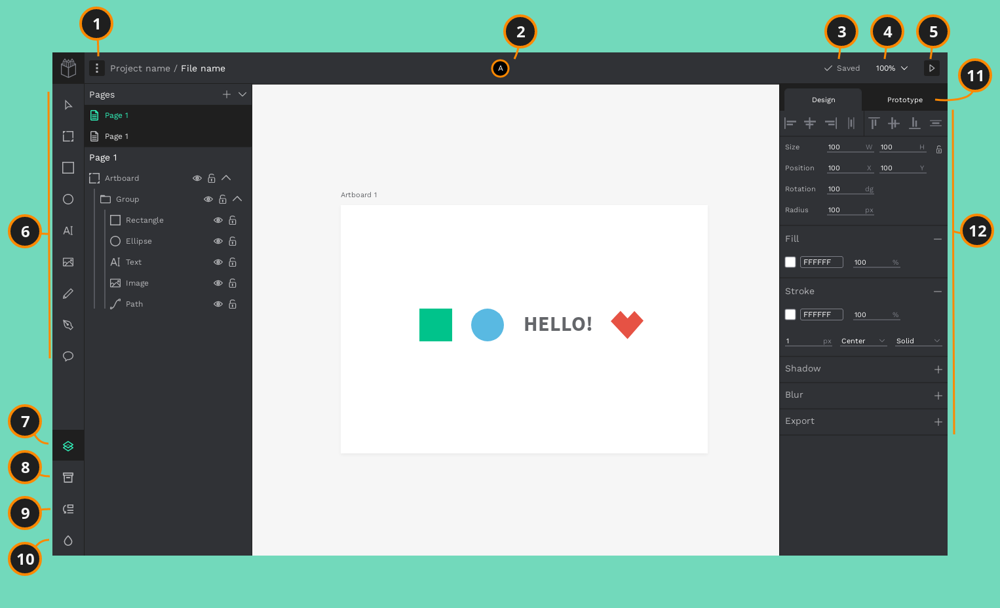 1
2
3
4
5
Project name / File name
A
Saved
100%
11
Pages
Page 1
Page 1
Page 1
Artboard
Group
Rectangle
Ellipse
AI Text
Image
Path
AI
6
7
8
9
10
Artboard 1
HELLO!
Design Prototype
Size 100 W 100 H
Position 100 X 100 Y
Rotation 100 dg
Radius 100 px
12
Fill
FFFFFF 100 %
Stroke
FFFFFF 100 %
1 px Center Solid
Shadow
Blur
Export